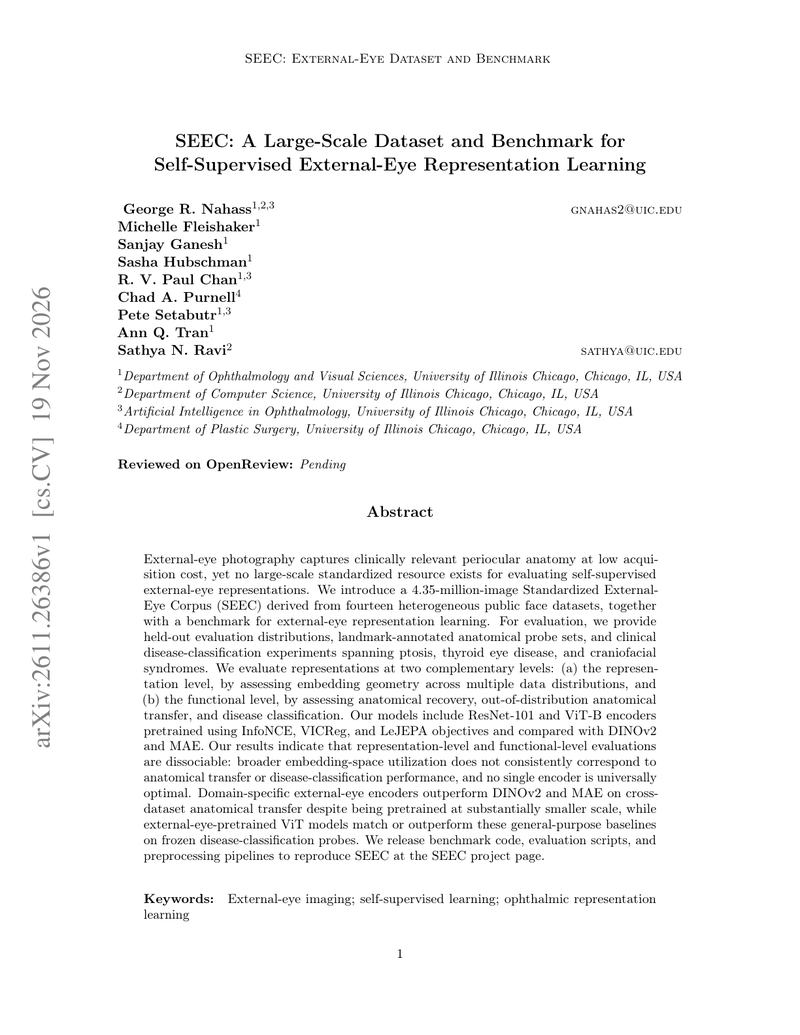 SEEC: External-Eye Dataset and Benchmark
SEEC: A Large-Scale Dataset and Benchmark for
Self-Supervised External-Eye Representation Learning
George R. Nahass1,2,3 gnahas2@uic.edu
Michelle Fleishaker1
Sanjay Ganesh1
Sasha Hubschman1
R. V. Paul Chan1,3
Chad A. Purnell4
Pete Setabutr1,3
Ann Q. Tran1
Sathya N. Ravi2 sathya@uic.edu
1Department of Ophthalmology and Visual Sciences, University of Illinois Chicago, Chicago, IL, USA
2Department of Computer Science, University of Illinois Chicago, Chicago, IL, USA
3Artificial Intelligence in Ophthalmology, University of Illinois Chicago, Chicago, IL, USA
4Department of Plastic Surgery, University of Illinois Chicago, Chicago, IL, USA
Reviewed on OpenReview: Pending
Abstract
External-eye photography captures clinically relevant periocular anatomy at low acqui-
sition cost, yet no large-scale standardized resource exists for evaluating self-supervised
external-eye representations. We introduce a 4.35-million-image Standardized External-
Eye Corpus (SEEC) derived from fourteen heterogeneous public face datasets, together
with a benchmark for external-eye representation learning. For evaluation, we provide
held-out evaluation distributions, landmark-annotated anatomical probe sets, and clinical
disease-classification experiments spanning ptosis, thyroid eye disease, and craniofacial
syndromes. We evaluate representations at two complementary levels: (a) the represen-
tation level, by assessing embedding geometry across multiple data distributions, and
(b) the functional level, by assessing anatomical recovery, out-of-distribution anatomical
transfer, and disease classification. Our models include ResNet-101 and ViT-B encoders
pretrained using InfoNCE, VICReg, and LeJEPA objectives and compared with DINOv2
and MAE. Our results indicate that representation-level and functional-level evaluations
are dissociable: broader embedding-space utilization does not consistently correspond to
anatomical transfer or disease-classification performance, and no single encoder is universally
optimal. Domain-specific external-eye encoders outperform DINOv2 and MAE on cross-
dataset anatomical transfer despite being pretrained at substantially smaller scale, while
external-eye-pretrained ViT models match or outperform these general-purpose baselines
on frozen disease-classification probes. We release benchmark code, evaluation scripts, and
preprocessing pipelines to reproduce SEEC at the SEEC project page.
Keywords: External-eye imaging; self-supervised learning; ophthalmic representation
learning
1
arXiv:2611.26386v1 [cs.CV] 19 Nov 2026